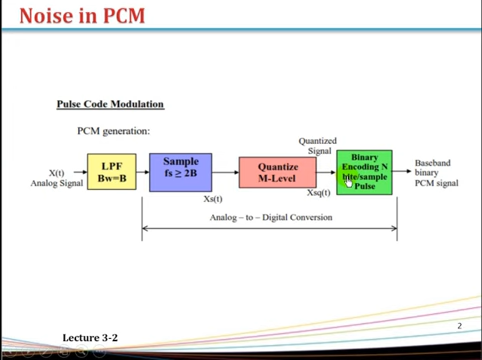 Noise in PCM
Pulse Code Modulation
PCM generation:
X(t)
Analog Signal
LPF
Bw=B
Sample
fs ≥ 2B
Xs(t)
Quantize
M-Level
Quantized
Signal
Xsq(t)
Binary
Encoding N
bite/sample
Pulse
Baseband
binary
PCM signal
Analog – to – Digital Conversion
2
Lecture 3-2